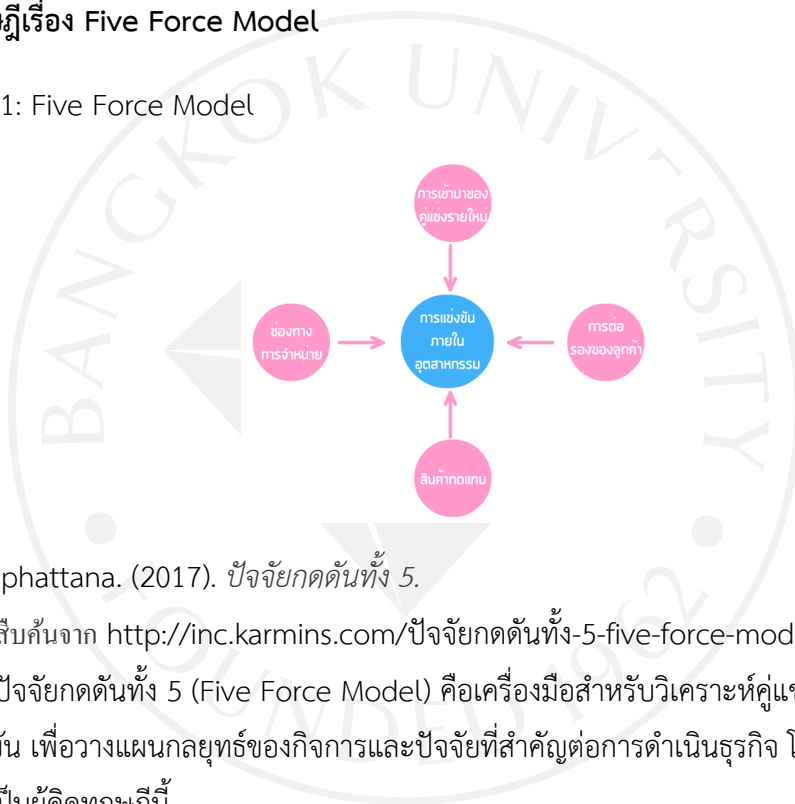 ฎีเรื่อง Five Force Model
1: Five Force Model
BANGKOK UNIVERSITY
การเข้ามาของ
คู่แข่งรายใหม่
ช่องทาง
การจำหน่าย
การแข่งขัน
ภายใน
อุตสาหกรรม
การต่อ
รองของลูกค้า
สินค้าทดแทน
FOUNDED 1962
phattana. (2017). ปัจจัยกดดันทั้ง 5.
สืบค้นจาก http://inc.karmins.com/ปัจจัยกดดันทั้ง-5-five-force-mod
ปัจจัยกดดันทั้ง 5 (Five Force Model) คือเครื่องมือสำหรับวิเคราะห์คู่แข
เพื่อวางแผนกลยุทธ์ของกิจการและปัจจัยที่สำคัญต่อการดำเนินธุรกิจ